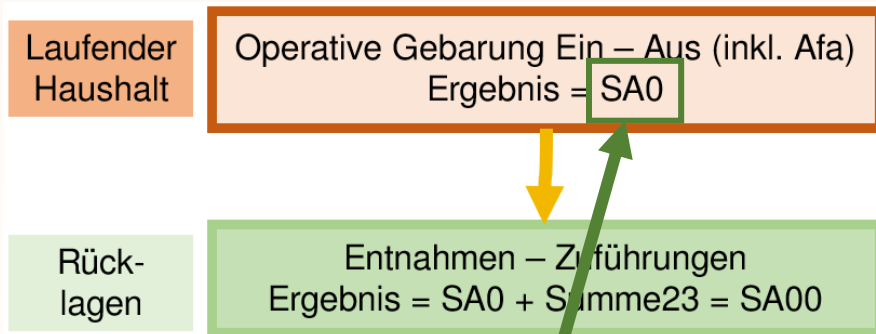 Laufender
Haushalt
Operative Gebarung Ein – Aus (inkl. Afa)
Ergebnis = SA0
Rück-
lagen
Entnahmen – Zuführungen
Ergebnis = SA0 + Summe23 = SA00